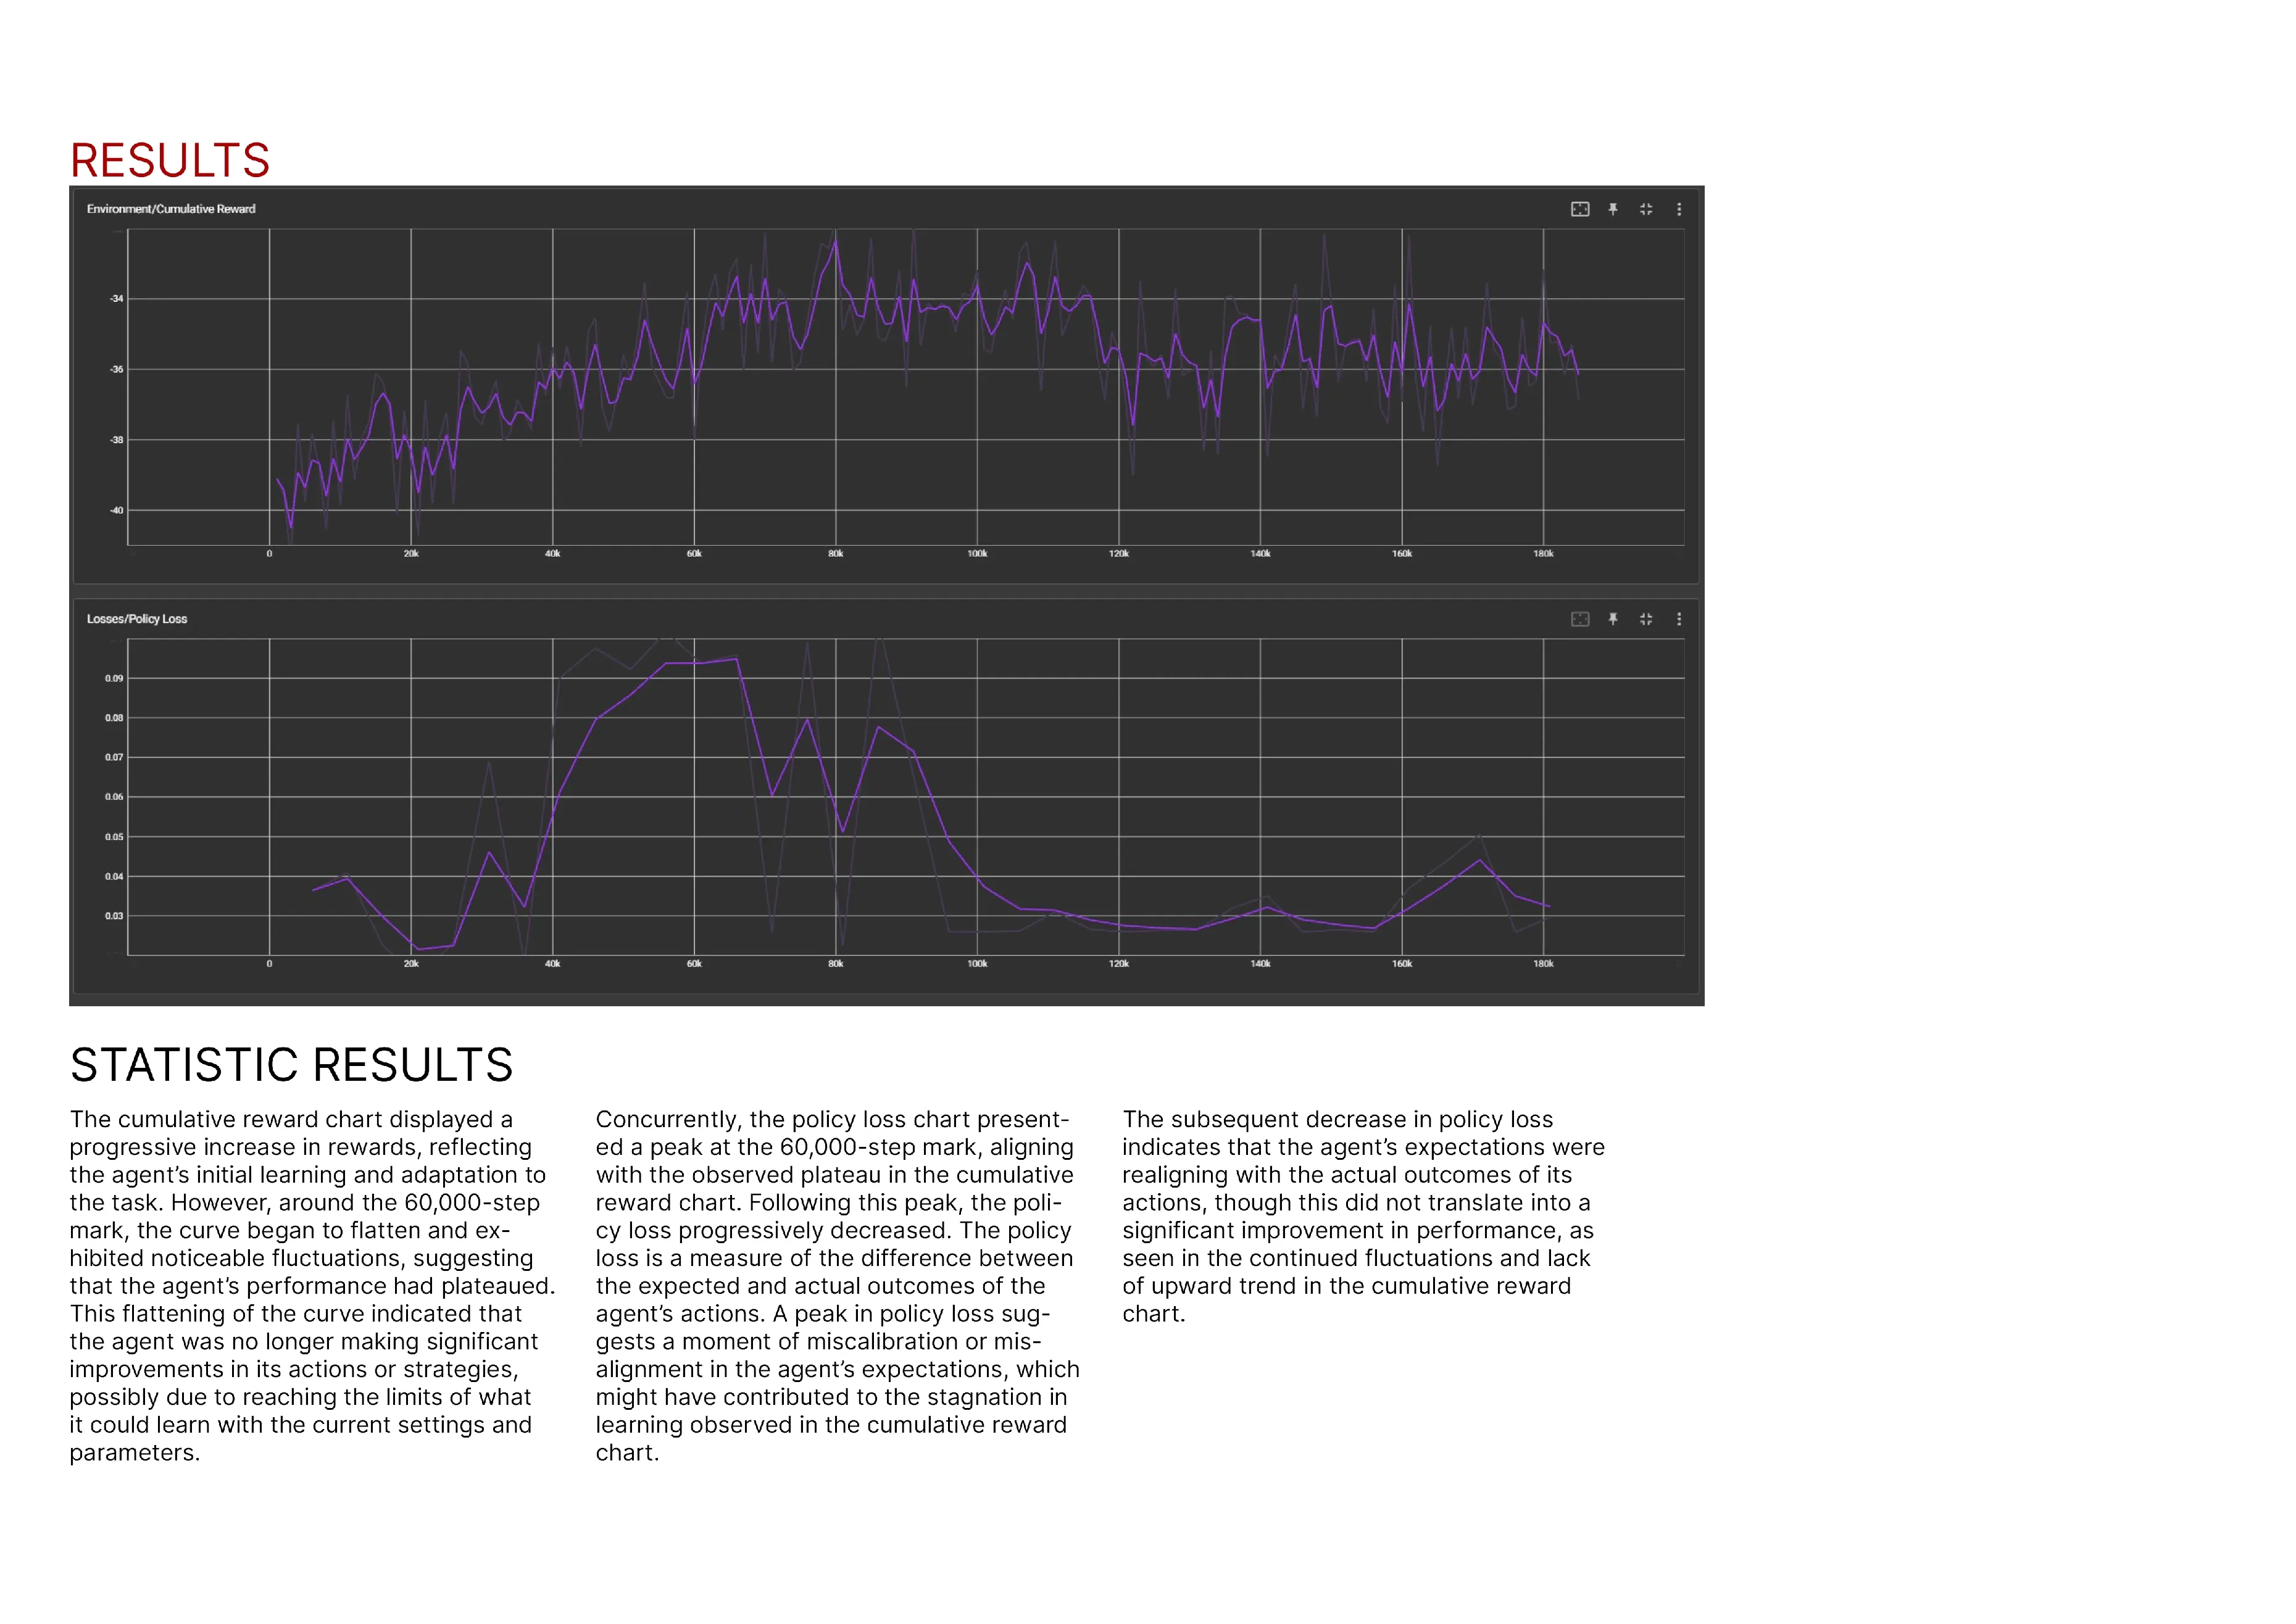 RESULTS
Environment/Cumulative Reward
-34
-36
-38
-40
0 20k 40k 60k 80k 100k 120k 140k 160k 180k
Losses/Policy Loss
0.09
0.08
0.07
0.06
0.05
0.04
0.03
0 20k 40k 60k 80k 100k 120k 140k 160k 180k
STATISTIC RESULTS
The cumulative reward chart displayed a
progressive increase in rewards, reflecting
the agent’s initial learning and adaptation to
the task. However, around the 60,000-step
mark, the curve began to flatten and ex-
hibited noticeable fluctuations, suggesting
that the agent’s performance had plateaued.
This flattening of the curve indicated that
the agent was no longer making significant
improvements in its actions or strategies,
possibly due to reaching the limits of what
it could learn with the current settings and
parameters.
Concurrently, the policy loss chart present-
ed a peak at the 60,000-step mark, aligning
with the observed plateau in the cumulative
reward chart. Following this peak, the poli-
cy loss progressively decreased. The policy
loss is a measure of the difference between
the expected and actual outcomes of the
agent’s actions. A peak in policy loss sug-
gests a moment of miscalibration or mis-
alignment in the agent’s expectations, which
might have contributed to the stagnation in
learning observed in the cumulative reward
chart.
The subsequent decrease in policy loss
indicates that the agent’s expectations were
realigning with the actual outcomes of its
actions, though this did not translate into a
significant improvement in performance, as
seen in the continued fluctuations and lack
of upward trend in the cumulative reward
chart.